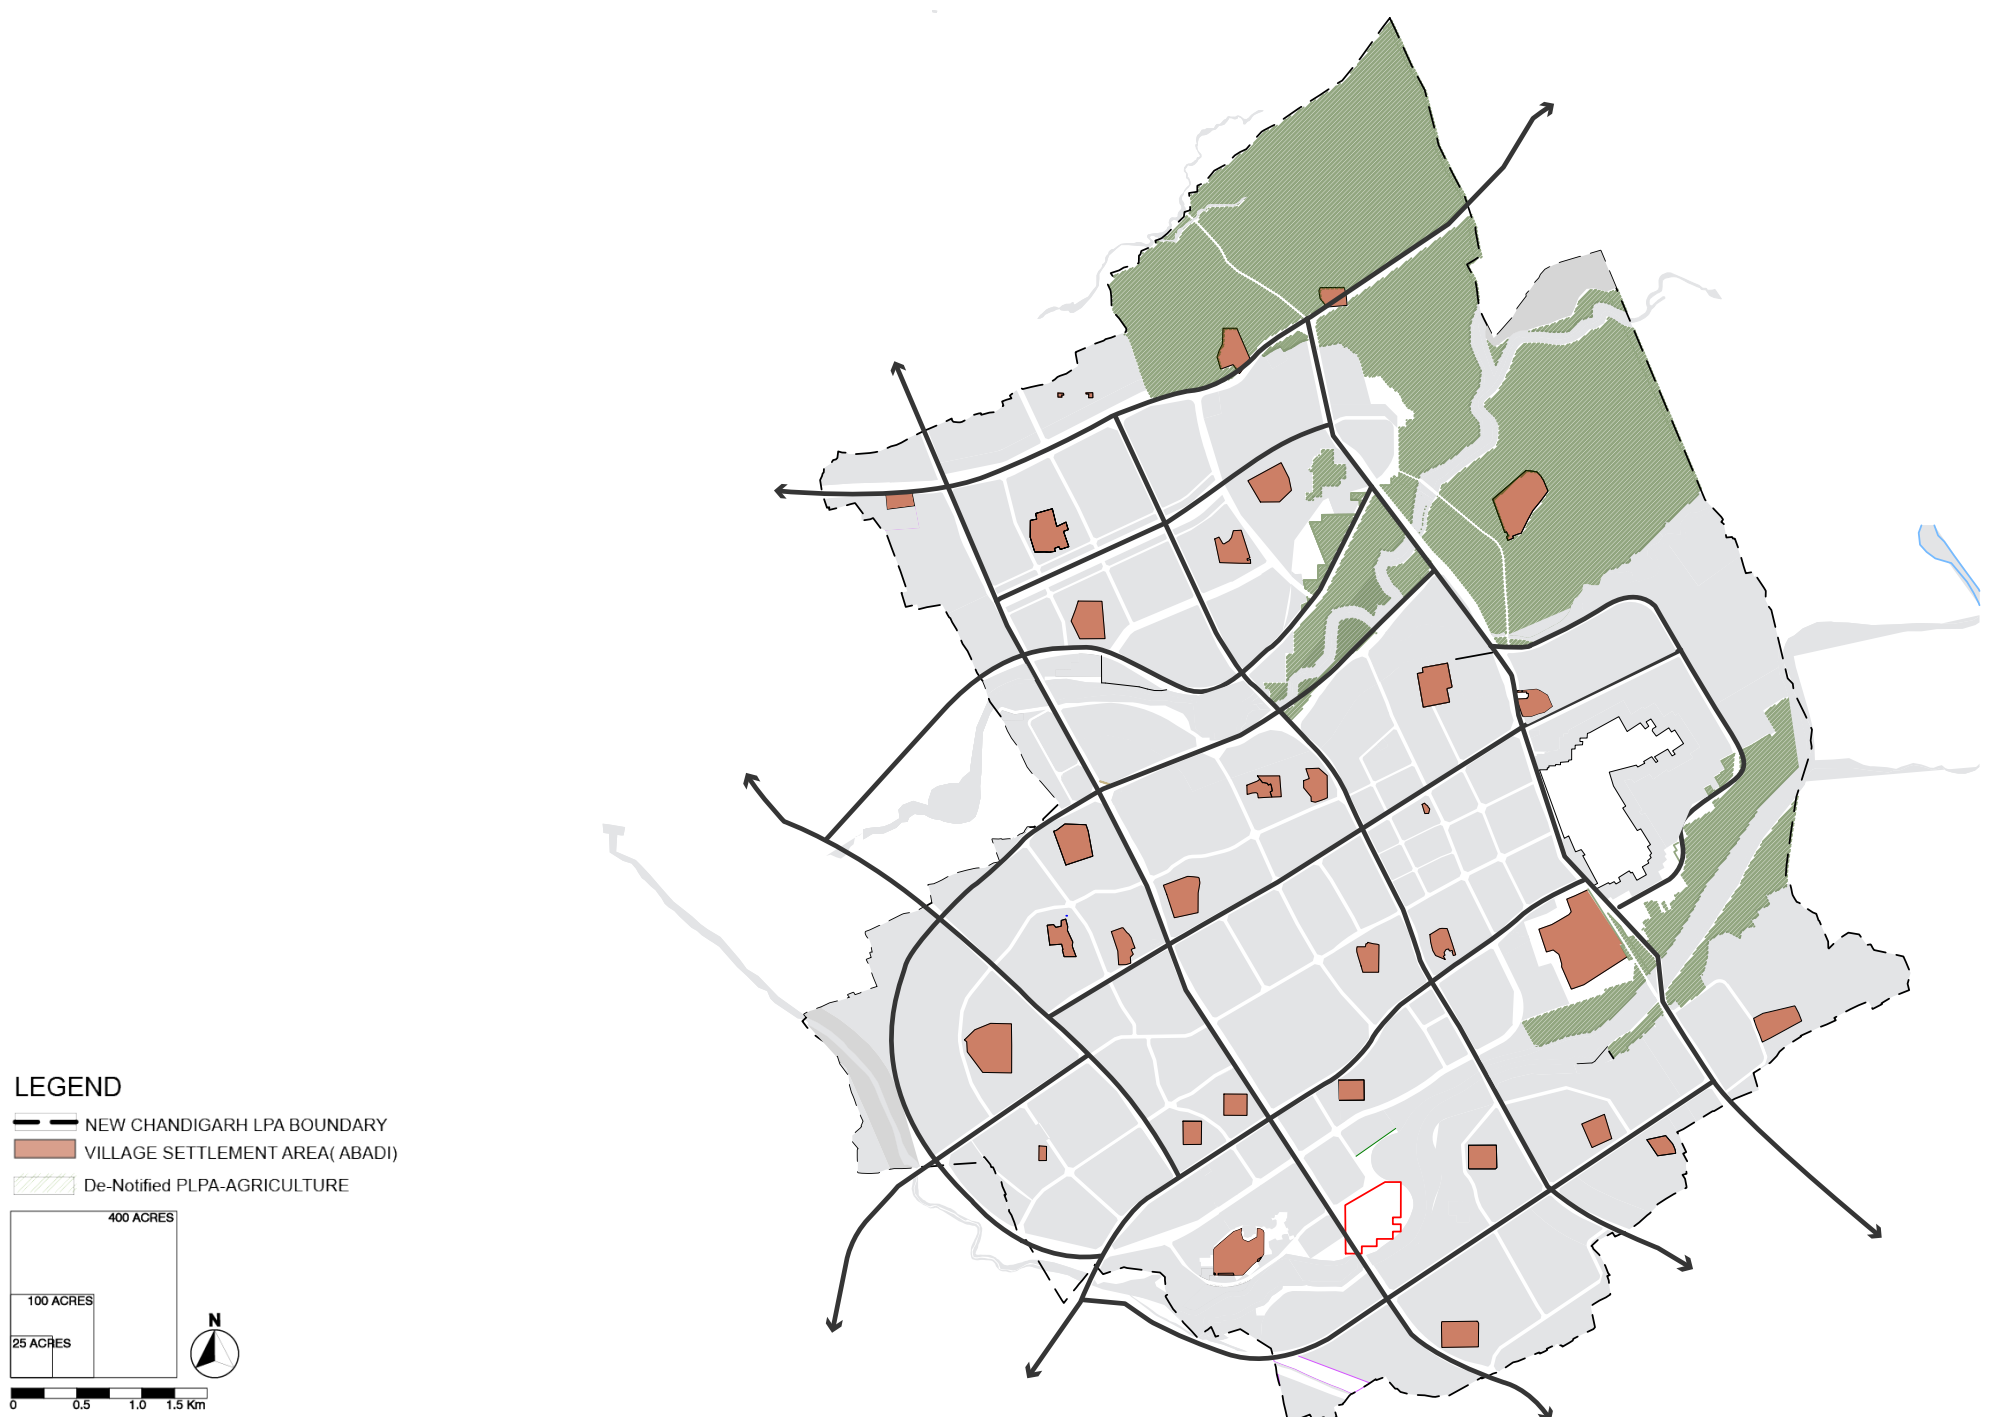 LEGEND
NEW CHANDIGARH LPA BOUNDARY
VILLAGE SETTLEMENT AREA( ABADI)
De-Notified PLPA-AGRICULTURE
400 ACRES
100 ACRES
25 ACRES
N
0 0.5 1.0 1.5 Km